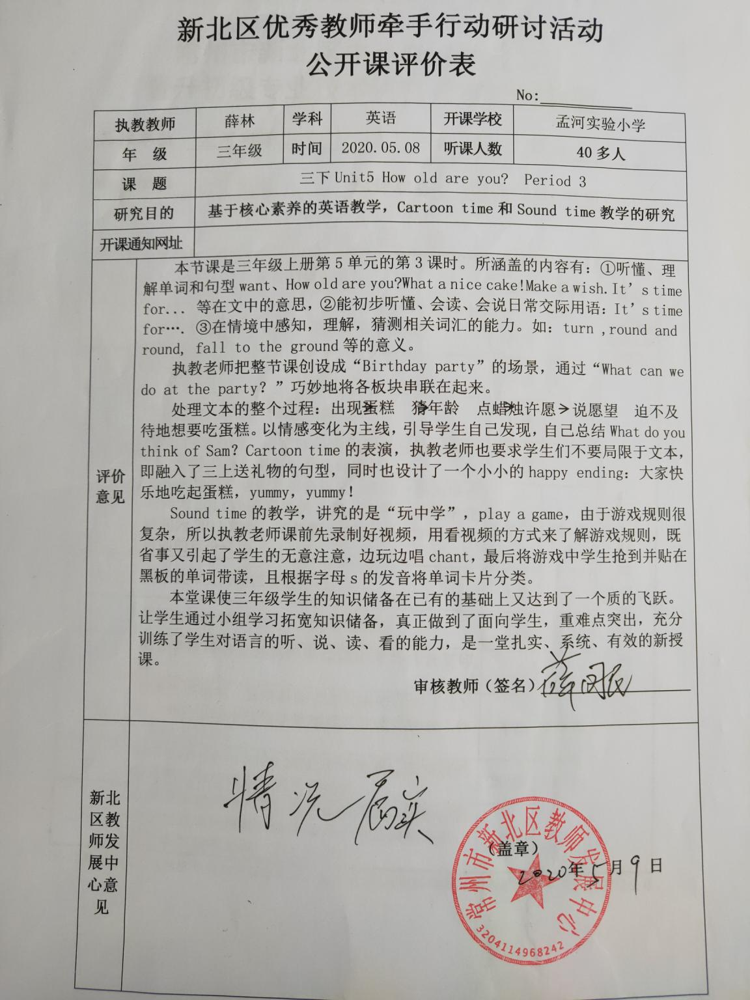 新北区优秀教师牵手行动研讨活动
公开课评价表
No:
执教教师 薛林 学科 英语 开课学校 孟河实验小学
年 级 三年级 时间 2020.05.08 听课人数 40 多人
课 题 三下 Unit5 How old are you? Period 3
研究目的 基于核心素养的英语教学，Cartoon time 和 Sound time 教学的研究
开课通知网址
评价
意见
本节课是三年级上册第 5 单元的第 3 课时。所涵盖的内容有：①听懂、理
解单词和句型 want、How old are you?What a nice cake!Make a wish. It’s time
for... 等在文中的意思，②能初步听懂、会读、会说日常交际用语：It’s time
for…. ③在情境中感知，理解，猜测相关词汇的能力。如：turn ,round and
round, fall to the ground 等的意义。
执教老师把整节课创设成“Birthday party”的场景，通过“What can we
do at the party？”巧妙地将各板块串联在起来。
处理文本的整个过程：出现蛋糕→猜年龄→点蜡烛许愿→说愿望 迫不及
待地想要吃蛋糕。以情感变化为主线，引导学生自己发现，自己总结 What do you
think of Sam？Cartoon time 的表演，执教老师也要求学生们不要局限于文本，
即融入了三上送礼物的句型，同时也设计了一个小小的 happy ending：大家快
乐地吃起蛋糕，yummy，yummy！
Sound time 的教学，讲究的是“玩中学”，play a game，由于游戏规则很
复杂，所以执教老师课前先录制好视频，用看视频的方式来了解游戏规则，既
省事又引起了学生的无意注意，边玩边唱 chant，最后将游戏中学生抢到并贴在
黑板的单词带读，且根据字母 s 的发音将单词卡片分类。
本堂课使三年级学生的知识储备在已有的基础上又达到了一个质的飞跃。
让学生通过小组学习拓宽知识储备，真正做到了面向学生，重难点突出，充分
训练了学生对语言的听、说、读、看的能力，是一堂扎实、系统、有效的新授
课。
审核教师（签名）薛
新北
区教
师发
展中
心意
见
情况属实
常州市新北区教师发展中心
（盖章）
2020年5月9日
3204114968242